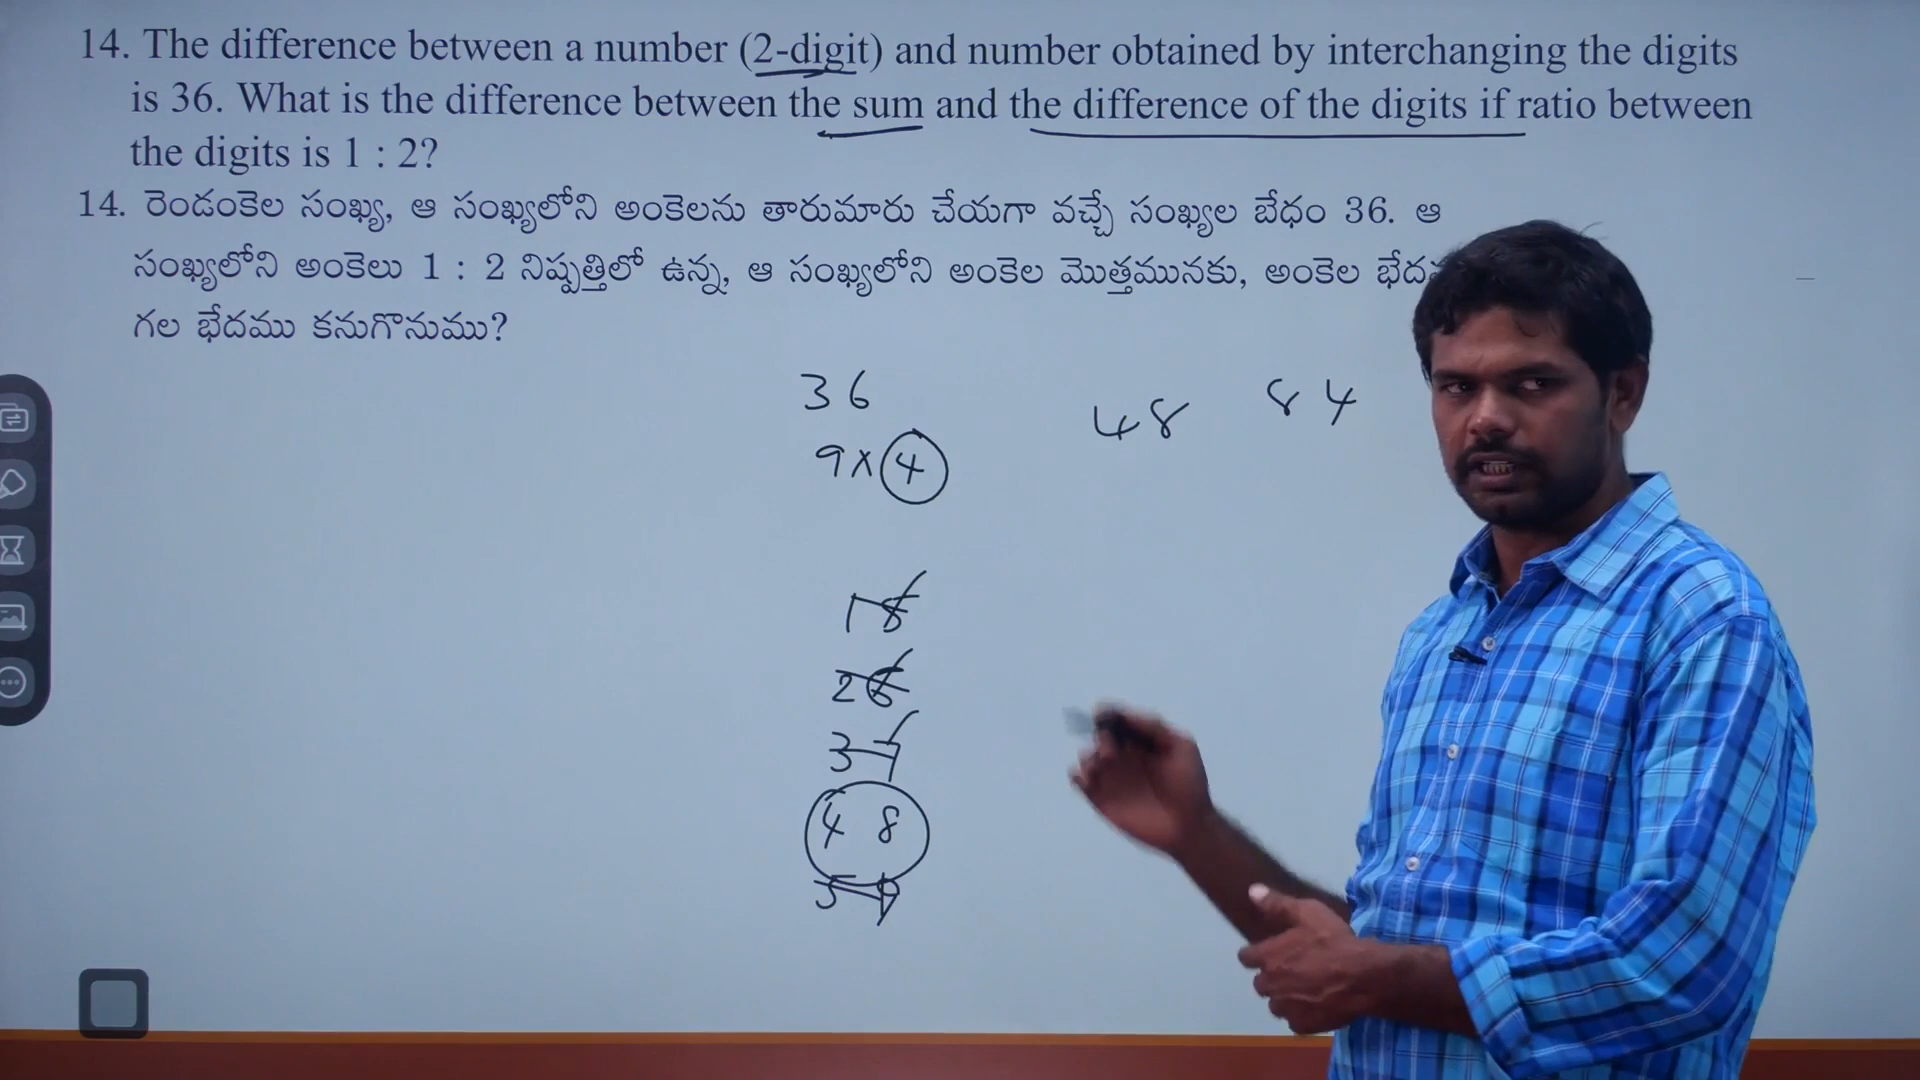 14. The difference between a number (2-digit) and number obtained by interchanging the digits
is 36. What is the difference between the sum and the difference of the digits if ratio between
the digits is 1 : 2?
14. రెండంకెల సంఖ్య, ఆ సంఖ్యలోని అంకెలను తారుమారు చేయగా వచ్చే సంఖ్యల బేధం 36. ఆ
సంఖ్యలోని అంకెలు 1 : 2 నిష్పత్తిలో ఉన్న, ఆ సంఖ్యలోని అంకెల మొత్తమునకు, అంకెల
గల భేదము కనుగొనుము?
36
48 84
9 x 4
18
26
37
48
59